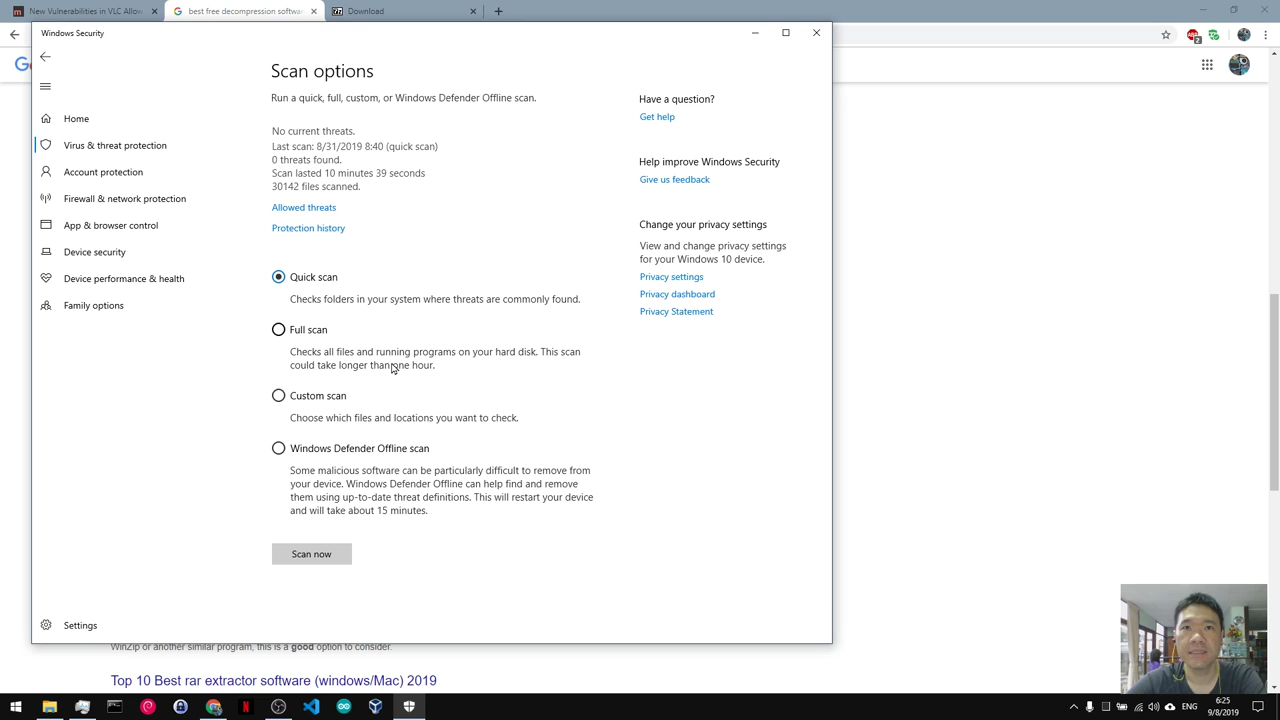 New Vulnerabilities in VLC Allow
best free decompression softwa
Download
Windows Security
Scan options
Run a quick, full, custom, or Windows Defender Offline scan.
No current threats.
Last scan: 8/31/2019 8:40 (quick scan)
0 threats found.
Scan lasted 10 minutes 39 seconds
30142 files scanned.
Allowed threats
Protection history
Quick scan
Checks folders in your system where threats are commonly found.
Full scan
Checks all files and running programs on your hard disk. This scan
could take longer than one hour.
Custom scan
Choose which files and locations you want to check.
Windows Defender Offline scan
Some malicious software can be particularly difficult to remove from
your device. Windows Defender Offline can help find and remove
them using up-to-date threat definitions. This will restart your device
and will take about 15 minutes.
Scan now
Home
Virus & threat protection
Account protection
Firewall & network protection
App & browser control
Device security
Device performance & health
Family options
Settings
Have a question?
Get help
Help improve Windows Security
Give us feedback
Change your privacy settings
View and change privacy settings
for your Windows 10 device.
Privacy settings
Privacy dashboard
Privacy Statement
WinZip or another similar program, this is a good option to consider.
Top 10 Best rar extractor software (windows/Mac) 2019
ENG
6:25
9/8/2019